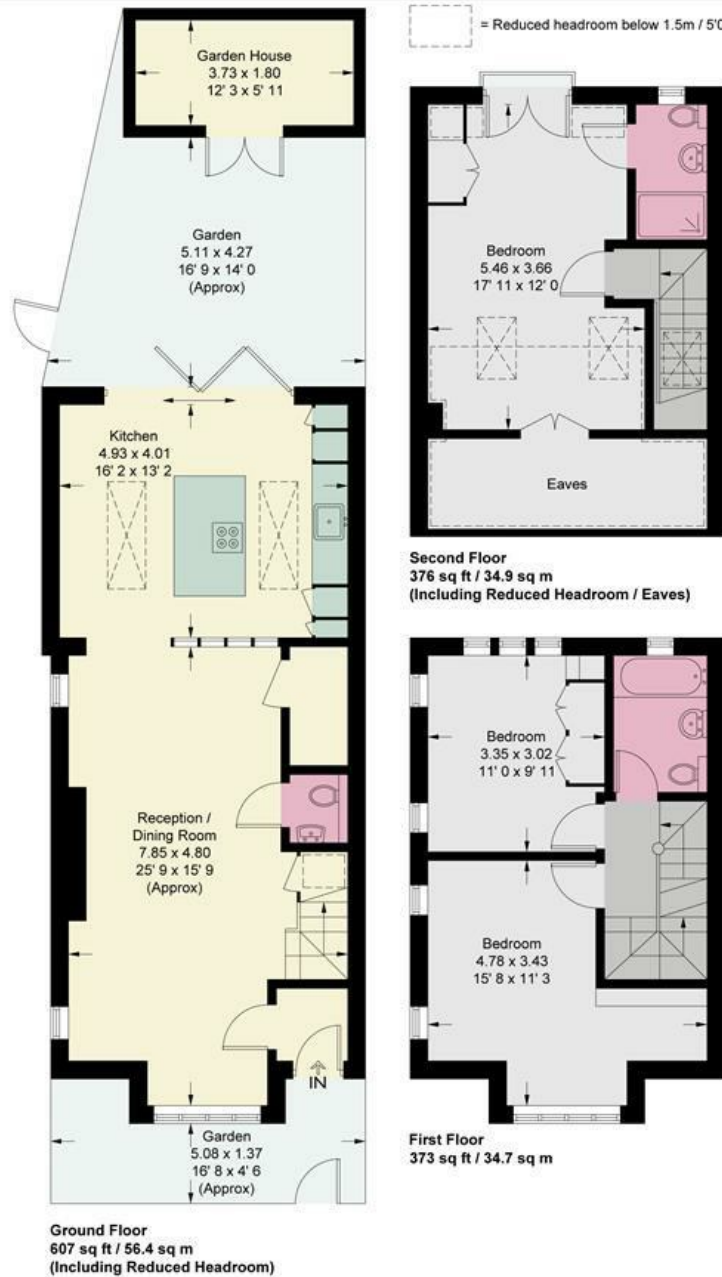 Garden House
3.73 x 1.80
12' 3 x 5' 11
= Reduced headroom below 1.5m / 5'0
Garden
5.11 x 4.27
16' 9 x 14' 0
(Approx)
Bedroom
5.46 x 3.66
17' 11 x 12' 0
Kitchen
4.93 x 4.01
16' 2 x 13' 2
Eaves
Second Floor
376 sq ft / 34.9 sq m
(Including Reduced Headroom / Eaves)
Reception /
Dining Room
7.85 x 4.80
25' 9 x 15' 9
(Approx)
Bedroom
3.35 x 3.02
11' 0 x 9' 11
Bedroom
4.78 x 3.43
15' 8 x 11' 3
IN
Garden
5.08 x 1.37
16' 8 x 4' 6
(Approx)
First Floor
373 sq ft / 34.7 sq m
Ground Floor
607 sq ft / 56.4 sq m
(Including Reduced Headroom)